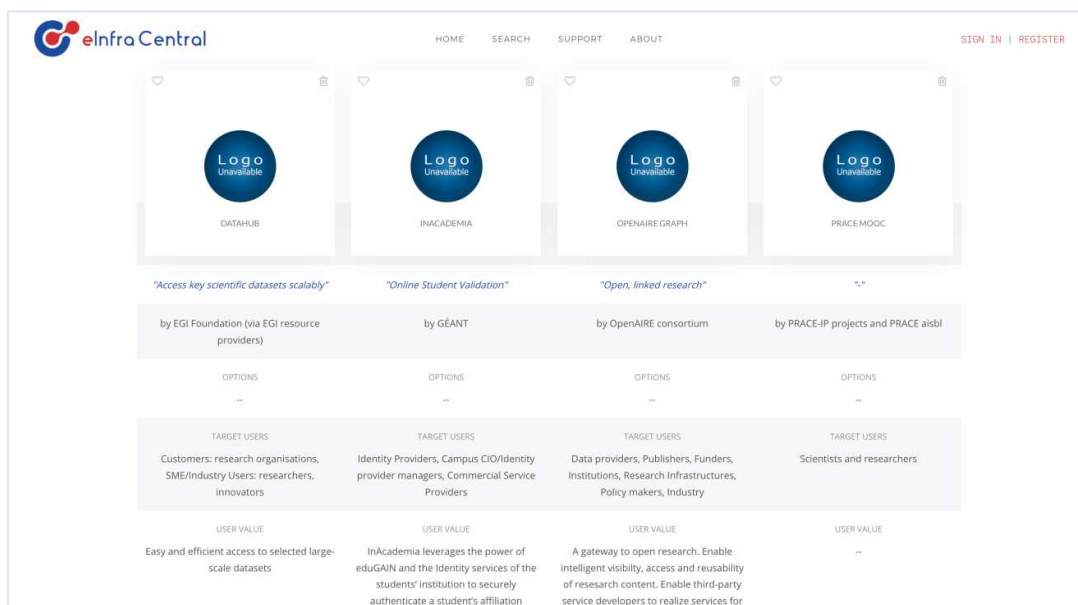 eInfraCentral
HOME SEARCH SUPPORT ABOUT
SIGN IN | REGISTER
Logo
Unavailable
DATAHUB
Logo
Unavailable
INACADEMIA
Logo
Unavailable
OPENAIRE GRAPH
Logo
Unavailable
PRACE MOOC
"Access key scientific datasets scalably"
"Online Student Validation"
"Open, linked research"
"-"
by EGI Foundation (via EGI resource
providers)
by GÉANT
by OpenAIRE consortium
by PRACE-IP projects and PRACE aisbl
OPTIONS
--
OPTIONS
--
OPTIONS
--
OPTIONS
--
TARGET USERS
Customers: research organisations,
SME/Industry Users: researchers,
innovators
TARGET USERS
Identity Providers, Campus CIO/Identity
provider managers, Commercial Service
Providers
TARGET USERS
Data providers, Publishers, Funders,
Institutions, Research Infrastructures,
Policy makers, Industry
TARGET USERS
Scientists and researchers
USER VALUE
Easy and efficient access to selected large-
scale datasets
USER VALUE
InAcademia leverages the power of
eduGAIN and the Identity services of the
students' institution to securely
authenticate a student's affiliation
USER VALUE
A gateway to open research. Enable
intelligent visibilty, access and reusability
of resesarch content. Enable third-party
service developers to realize services for
USER VALUE
--